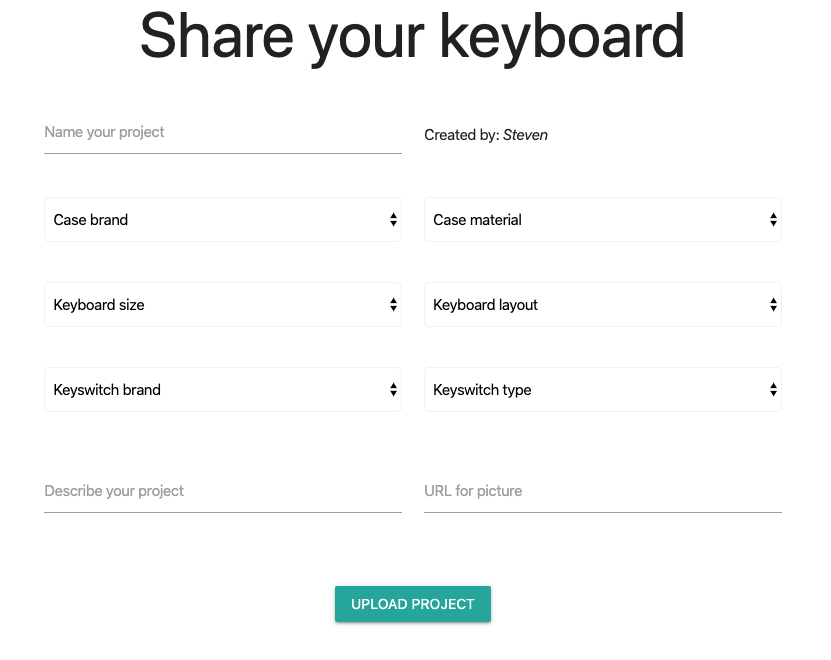 Share your keyboard
Name your project
Created by: Steven
Case brand
Case material
Keyboard size
Keyboard layout
Keyswitch brand
Keyswitch type
Describe your project
URL for picture
UPLOAD PROJECT